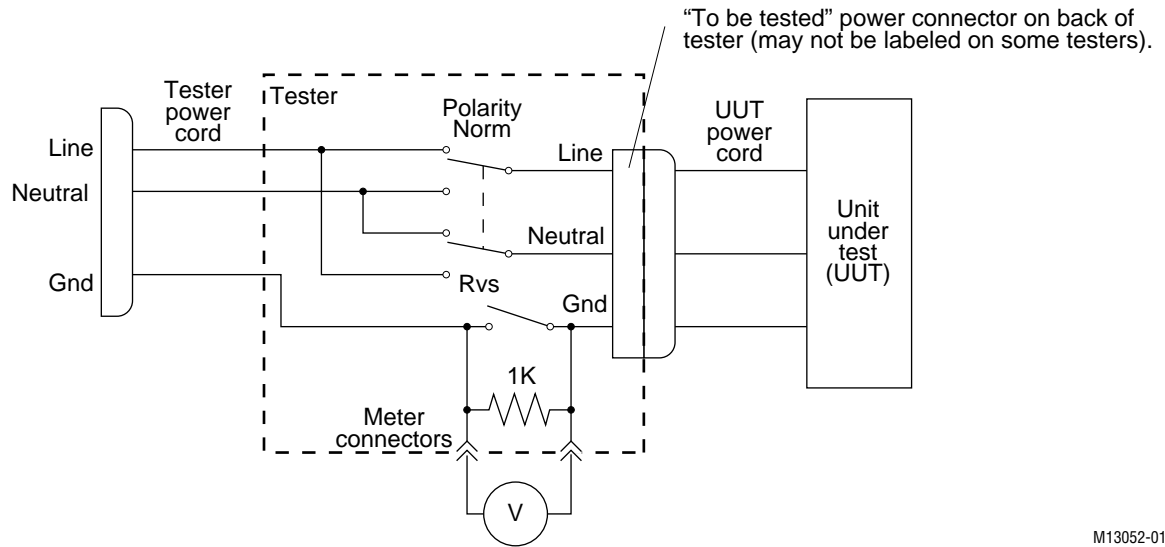 “To be tested” power connector on back of
tester (may not be labeled on some testers).
Tester
power
cord
Tester
Polarity
Norm
UUT
power
cord
Line
Line
Neutral
Neutral
Unit
under
test
(UUT)
Gnd
Rvs
Gnd
1K
Meter
connectors
V
M13052-01